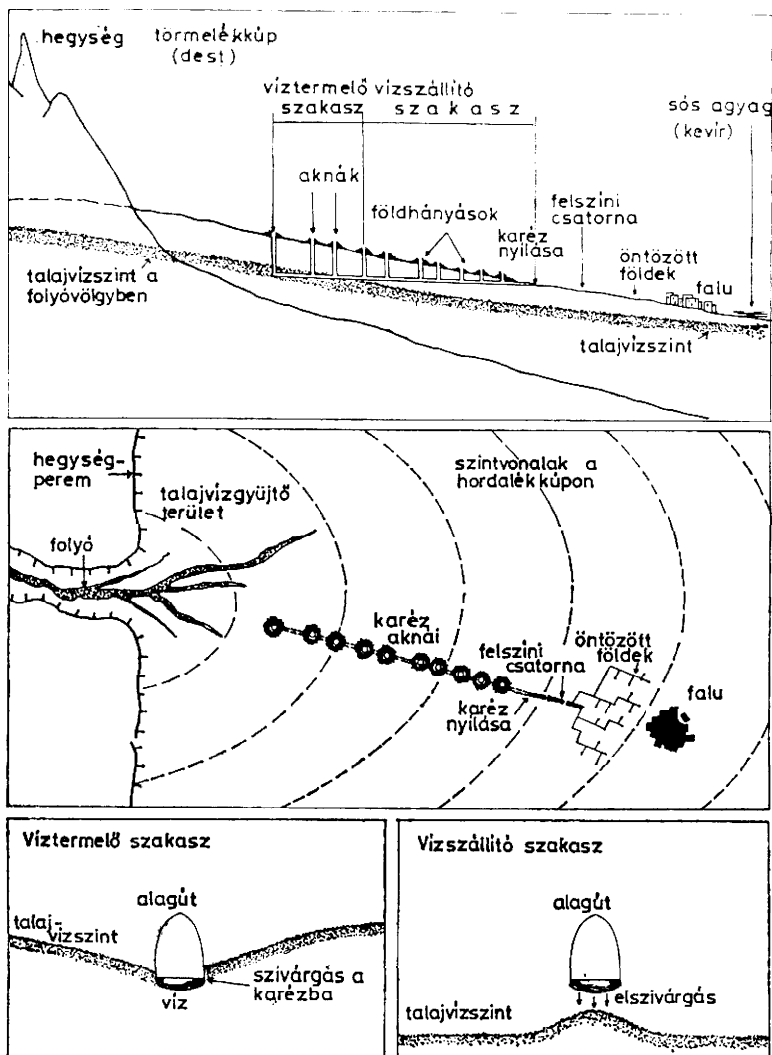 hegység
törmelékkúp
(dest)
víztermelő vízszállító
szakasz szakasz
sós agyag
(kevír)
aknák
földhányások
karéz
nyílása
felszíni
csatorna
öntözött
földek
falu
talajvízszint a
folyóvölgyben
talajvízszint
hegység-
perem
talajvízgyűjtő
terület
szintvonalak a
hordalékkúpon
folyó
karéz
aknái
felszíni
csatorna
öntözött
földek
karéz
nyílása
falu
Víztermelő szakasz
alagút
talaj-
vízszint
szivárgás a
karézba
víz
Vízszállító szakasz
alagút
elszivárgás
talajvízszint